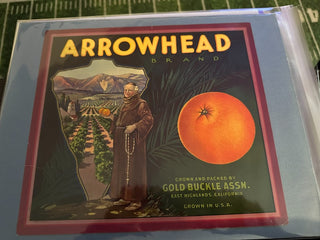 ARROWHEAD
BRAND
GROWN AND PACKED BY
GOLD BUCKLE ASSN.
EAST HIGHLANDS, CALIFORNIA
GROWN IN U.S.A.